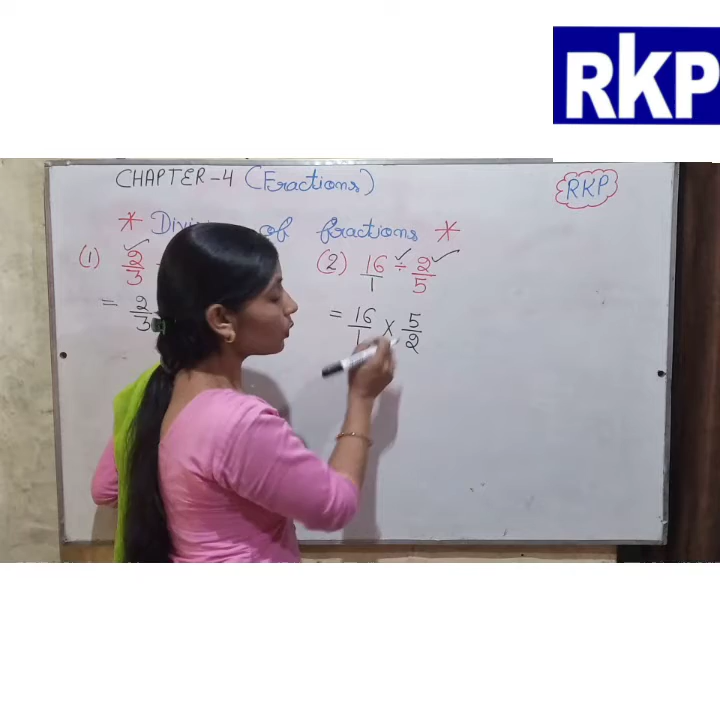 RKP
CHAPTER-4 (Fractions)
RKP
* of fractions *
(1) 2/3
(2) 16/1 ÷ 2/5
= 2/3
= 16/1 × 5/2